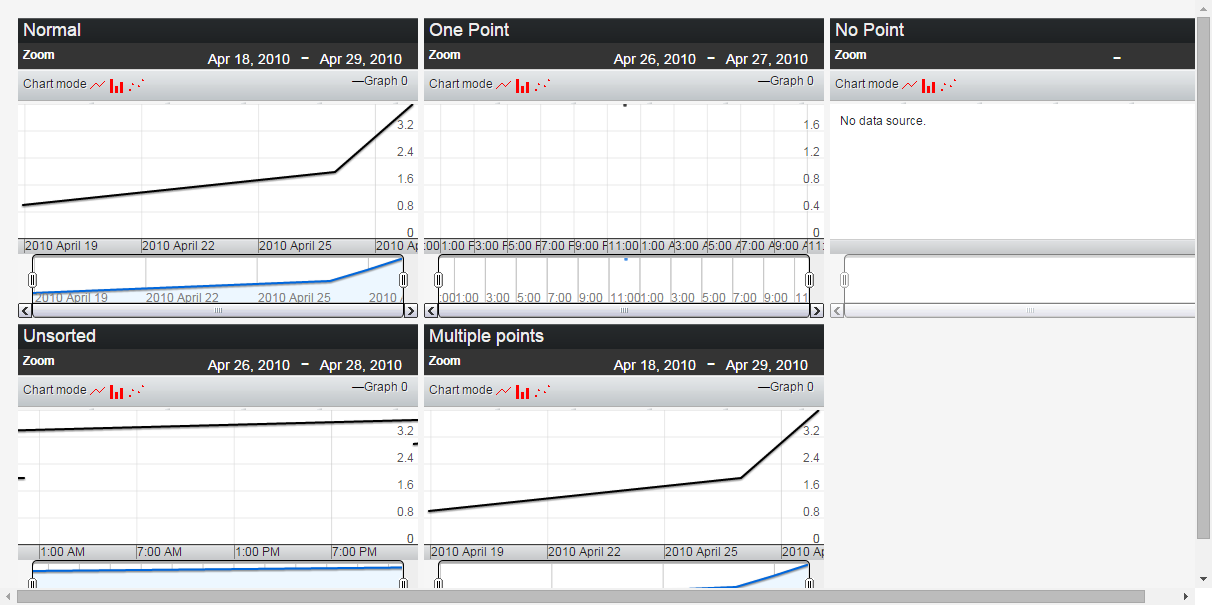 Normal
Zoom
Apr 18, 2010 – Apr 29, 2010
Chart mode
Graph 0
3.2
2.4
1.6
0.8
0
2010 April 19 2010 April 22 2010 April 25 2010 Ap
2010 April 19 2010 April 22 2010 April 25 2010 A
One Point
Zoom
Apr 26, 2010 – Apr 27, 2010
Chart mode
Graph 0
1.6
1.2
0.8
0.4
0
:00 1:00 P 3:00 P 5:00 P 7:00 P 9:00 P 11:00 1:00 A 3:00 A 5:00 A 7:00 A 9:00 A 11:
:00 1:00 3:00 5:00 7:00 9:00 11:00 1:00 3:00 5:00 7:00 9:00 11
No Point
Zoom
–
Chart mode
No data source.
Unsorted
Zoom
Apr 26, 2010 – Apr 28, 2010
Chart mode
Graph 0
3.2
2.4
1.6
0.8
0
1:00 AM 7:00 AM 1:00 PM 7:00 PM
Multiple points
Zoom
Apr 18, 2010 – Apr 29, 2010
Chart mode
Graph 0
3.2
2.4
1.6
0.8
0
2010 April 19 2010 April 22 2010 April 25 2010 Ap